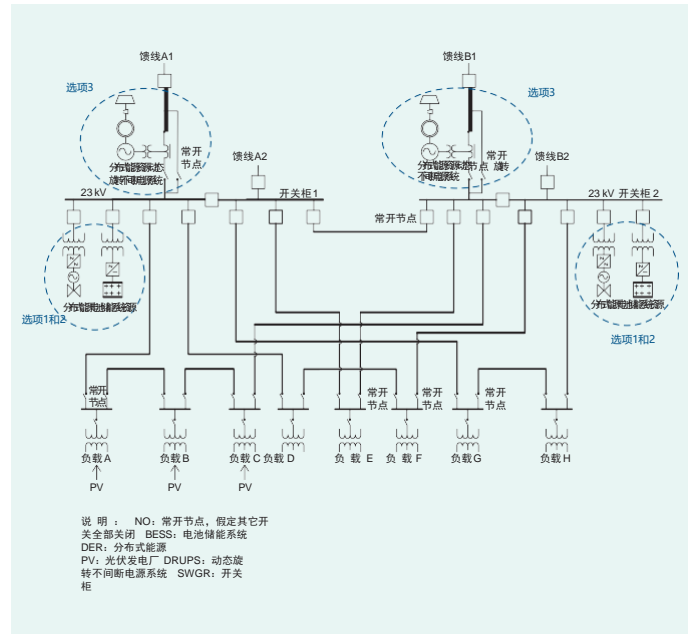 馈线A1
馈线B1
选项3
选项3
馈线A2
馈线B2
常开
节点
常开
23 kV
开关柜1
23 kV 开关柜 2
常开节点
选项1和2
选项1和2
常开
节点
常开
节点
常开
节点
常开
节点
负载A
负载B
负载C
负载D
负 载 E
负 载 F
负载G
负载H
PV
PV
PV
说 明 : NO:常开节点,假定其它开
关全部关闭 BESS:电池储能系统
DER:分布式能源
PV:光伏发电厂 DRUPS:动态旋
转不间断电源系统 SWGR:开关
柜